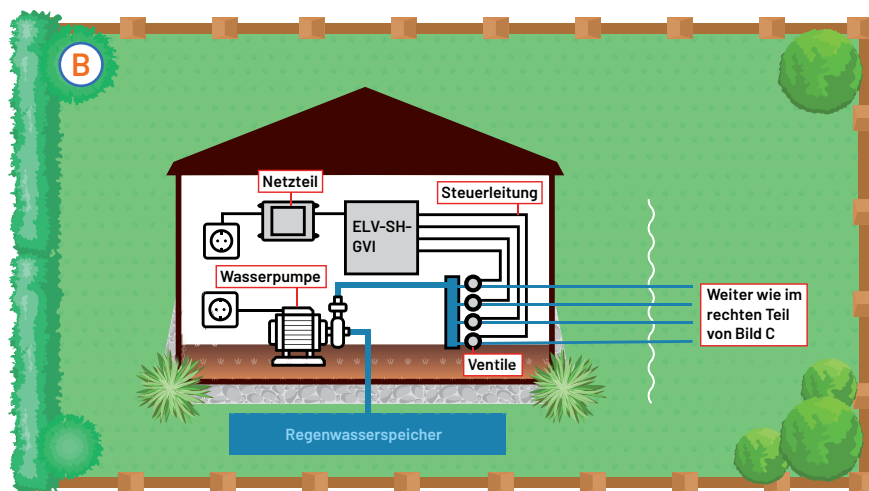 B
Netzteil
Steuerleitung
ELV-SH-
GVI
Wasserpumpe
Weiter wie im
rechten Teil
von Bild C
Ventile
Regenwasserspeicher